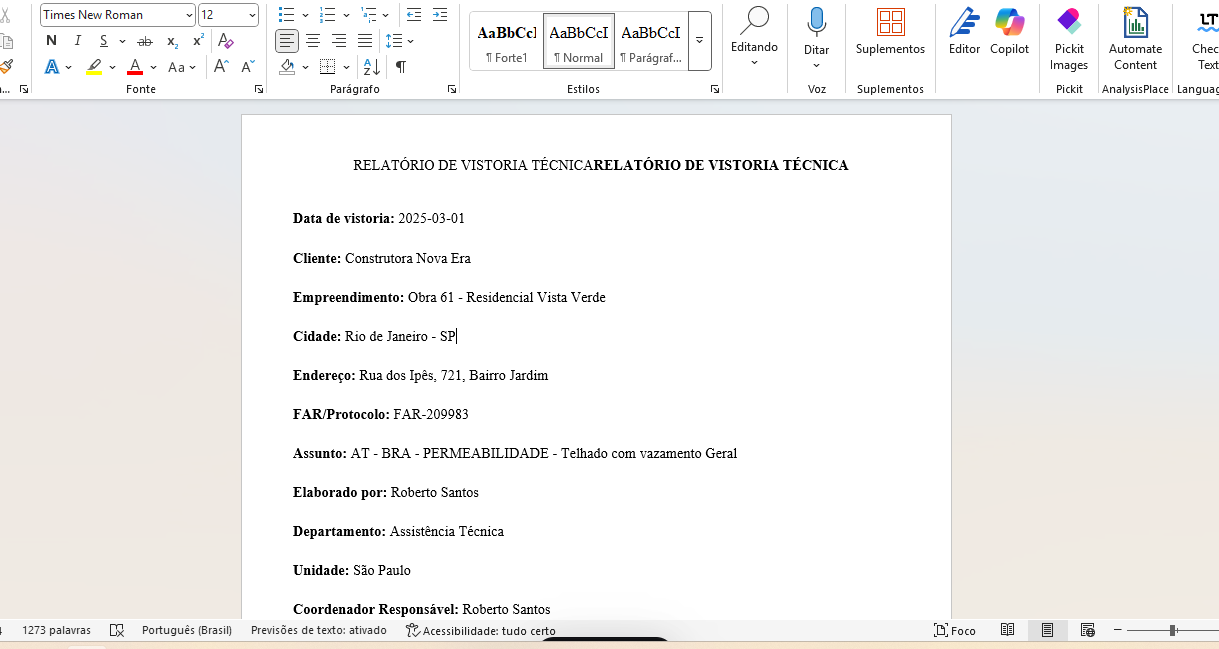 Times New Roman 12
N I S ab x₂ x² A
A A Aa A A
Fonte
Parágrafo
AaBbCcI AaBbCcI AaBbCcI
¶ Forte1 ¶ Normal ¶ Parágraf...
Estilos
Editando
Ditar
Voz
Suplementos
Suplementos
Editor
Copilot
Pickit Images
Pickit
Automate Content
AnalysisPlace
LT
Chec
Text
Languag
RELATÓRIO DE VISTORIA TÉCNICARELATÓRIO DE VISTORIA TÉCNICA
Data de vistoria: 2025-03-01
Cliente: Construtora Nova Era
Empreendimento: Obra 61 - Residencial Vista Verde
Cidade: Rio de Janeiro - SP
Endereço: Rua dos Ipês, 721, Bairro Jardim
FAR/Protocolo: FAR-209983
Assunto: AT - BRA - PERMEABILIDADE - Telhado com vazamento Geral
Elaborado por: Roberto Santos
Departamento: Assistência Técnica
Unidade: São Paulo
Coordenador Responsável: Roberto Santos
1273 palavras Português (Brasil) Previsões de texto: ativado Acessibilidade: tudo certo Foco